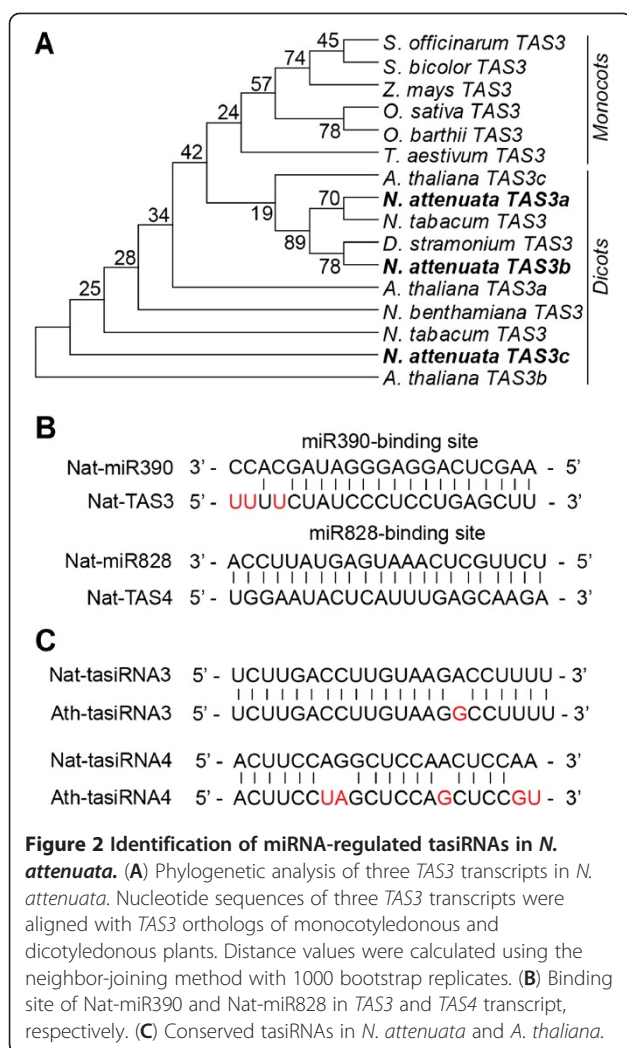 A
45
S. officinarum TAS3
74
S. bicolor TAS3
57
Z. mays TAS3
24
O. sativa TAS3
78
O. barthii TAS3
42
T. aestivum TAS3
Monocots
A. thaliana TAS3c
34
19
70
N. attenuata TAS3a
N. tabacum TAS3
89
D. stramonium TAS3
28
78
N. attenuata TAS3b
A. thaliana TAS3a
25
N. benthamiana TAS3
N. tabacum TAS3
N. attenuata TAS3c
A. thaliana TAS3b
Dicots
B
miR390-binding site
Nat-miR390 3’ - CCACGAUAGGGAGGACUCGAA - 5’
Nat-TAS3 5’ - UUUUCUAUCCCUCCUGAGCUU - 3’
miR828-binding site
Nat-miR828 3’ - ACCUUAUGAGUAAACUCGUUCU - 5’
Nat-TAS4 5’ - UGGAAUACUCAUUUGAGCAAGA - 3’
C
Nat-tasiRNA3 5’ - UCUUGACCUUGUAAGACCUUUU - 3’
Ath-tasiRNA3 5’ - UCUUGACCUUGUAAGGCCUUUU - 3’
Nat-tasiRNA4 5’ - ACUUCCAGGCUCCAACUCCAA - 3’
Ath-tasiRNA4 5’ - ACUUCCUAGCUCCAGCUCCGU - 3’
Figure 2 Identification of miRNA-regulated tasiRNAs in N.
attenuata. (A) Phylogenetic analysis of three TAS3 transcripts in N.
attenuata. Nucleotide sequences of three TAS3 transcripts were
aligned with TAS3 orthologs of monocotyledonous and
dicotyledonous plants. Distance values were calculated using the
neighbor-joining method with 1000 bootstrap replicates. (B) Binding
site of Nat-miR390 and Nat-miR828 in TAS3 and TAS4 transcript,
respectively. (C) Conserved tasiRNAs in N. attenuata and A. thaliana.